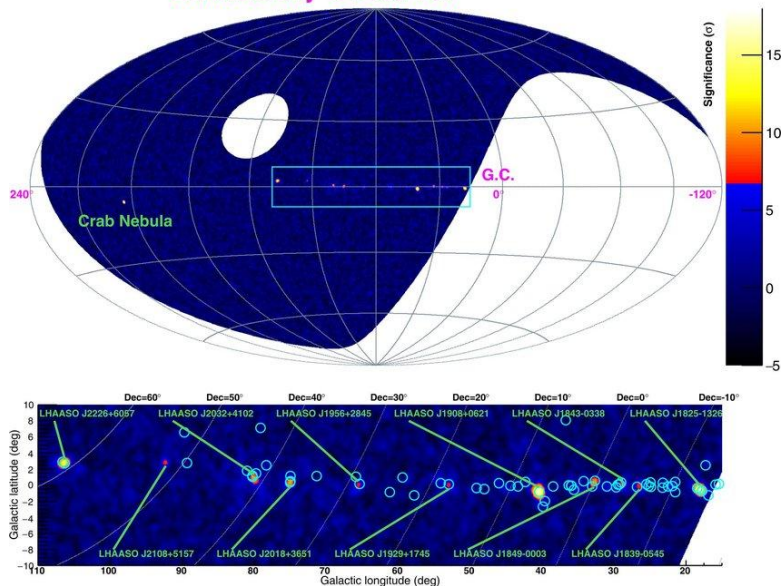 Significance (σ)
15
10
5
0
−5
G.C.
240°
0°
-120°
Crab Nebula
Dec=60° Dec=50° Dec=40° Dec=30° Dec=20° Dec=10° Dec=0° Dec=-10°
LHAASO J2226+6057 LHAASO J2032+4102 LHAASO J1956+2845 LHAASO J1908+0621 LHAASO J1843-0338 LHAASO J1825-1326
LHAASO J2108+5157 LHAASO J2018+3651 LHAASO J1929+1745 LHAASO J1849-0003 LHAASO J1839-0545
Galactic latitude (deg)
10
8
6
4
2
0
−2
−4
−6
−8
−10
110 100 90 80 70 60 50 40 30 20
Galactic longitude (deg)